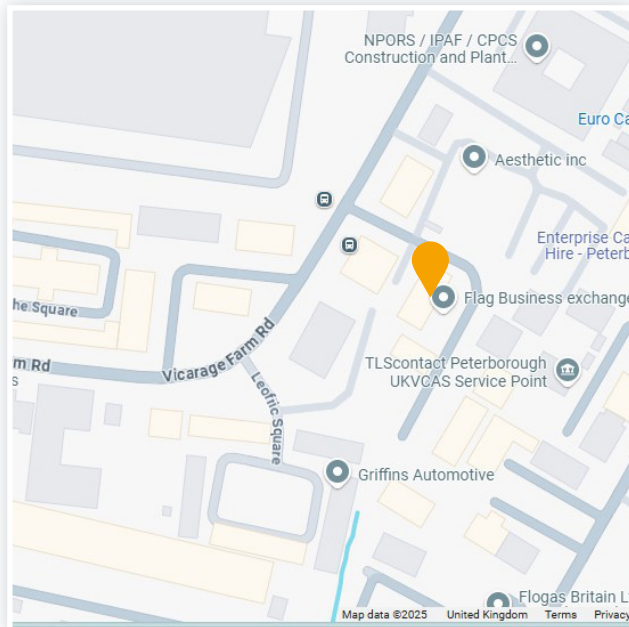 NPORS / IPAF / CPCS
Construction and Plant...
Euro Ca
Aesthetic inc
Enterprise Ca
Hire - Peterb
Flag Business exchange
he Square
Vicarage Farm Rd
m Rd
s
TLScontact Peterborough
UKVCAS Service Point
Leofric Square
Griffins Automotive
Flogas Britain L
Map data ©2025 United Kingdom Terms Privacy